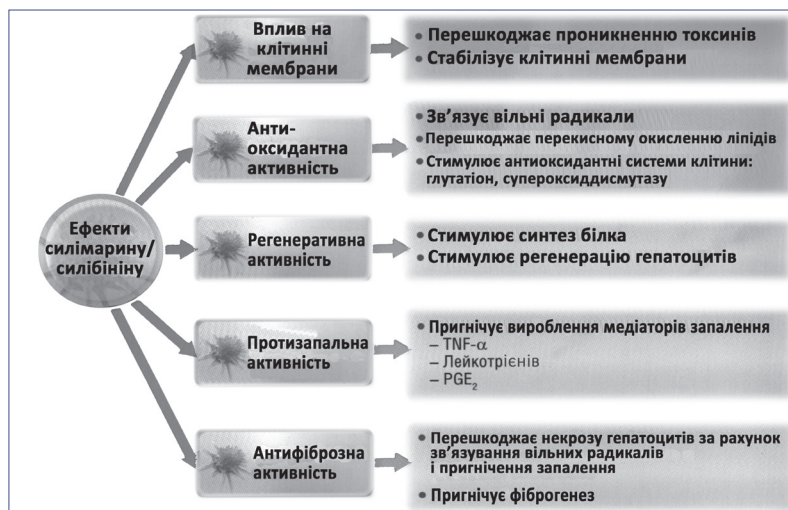 Ефекти
силімарину/
силібініну
Вплив на
клітинні
мембрани
• Перешкоджає проникненню токсинів
• Стабілізує клітинні мембрани
Анти-
оксидантна
активність
• Зв’язує вільні радикали
• Перешкоджає перекисному окисленню ліпідів
• Стимулює антиоксидантні системи клітини:
глутатіон, супероксиддисмутазу
Регенеративна
активність
• Стимулює синтез білка
• Стимулює регенерацію гепатоцитів
Протизапальна
активність
• Пригнічує вироблення медіаторів запалення
– TNF-α
– Лейкотрієнів
– PGE₂
Антифіброзна
активність
• Перешкоджає некрозу гепатоцитів за рахунок
зв’язування вільних радикалів
і пригнічення запалення
• Пригнічує фіброгенез